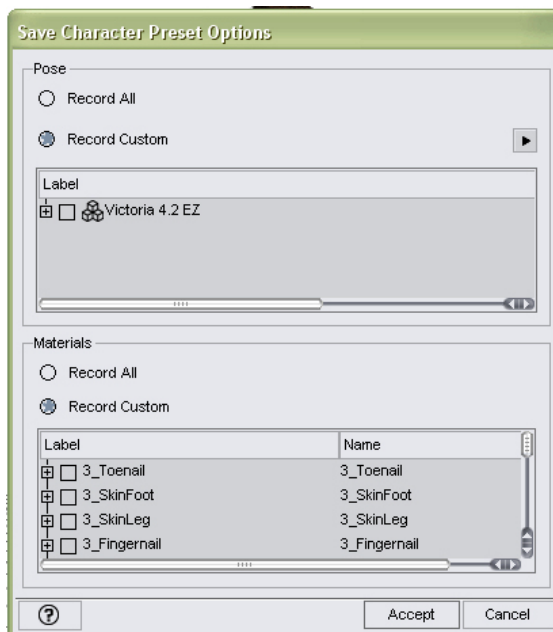 Save Character Preset Options
Pose
Record All
Record Custom
Label
Victoria 4.2 EZ
Materials
Record All
Record Custom
Label Name
3_Toenail 3_Toenail
3_SkinFoot 3_SkinFoot
3_SkinLeg 3_SkinLeg
3_Fingernail 3_Fingernail
? Accept Cancel